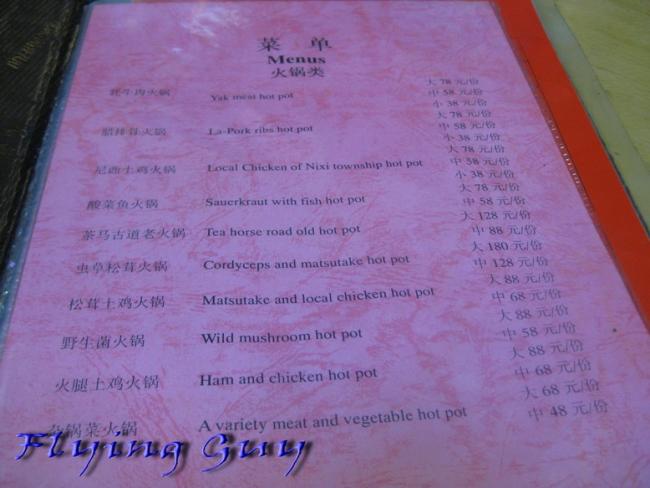 菜 单
Menus
火锅类
牦牛肉火锅 Yak meat hot pot 大 78 元/份
中 58 元/份
小 38 元/份
腊排骨火锅 La-Pork ribs hot pot 大 78 元/份
中 58 元/份
小 38 元/份
尼西土鸡火锅 Local Chicken of Nixi township hot pot 大 78 元/份
中 58 元/份
小 38 元/份
酸菜鱼火锅 Sauerkraut with fish hot pot 大 78 元/份
中 58 元/份
茶马古道老火锅 Tea horse road old hot pot 大 128 元/份
中 88 元/份
虫草松茸火锅 Cordyceps and matsutake hot pot 大 180 元/份
中 128 元/份
松茸土鸡火锅 Matsutake and local chicken hot pot 大 88 元/份
中 68 元/份
野生菌火锅 Wild mushroom hot pot 大 88 元/份
中 58 元/份
火腿土鸡火锅 Ham and chicken hot pot 大 88 元/份
中 68 元/份
杂锅菜火锅 A variety meat and vegetable hot pot 大 68 元/份
中 48 元/份
Flying Guy